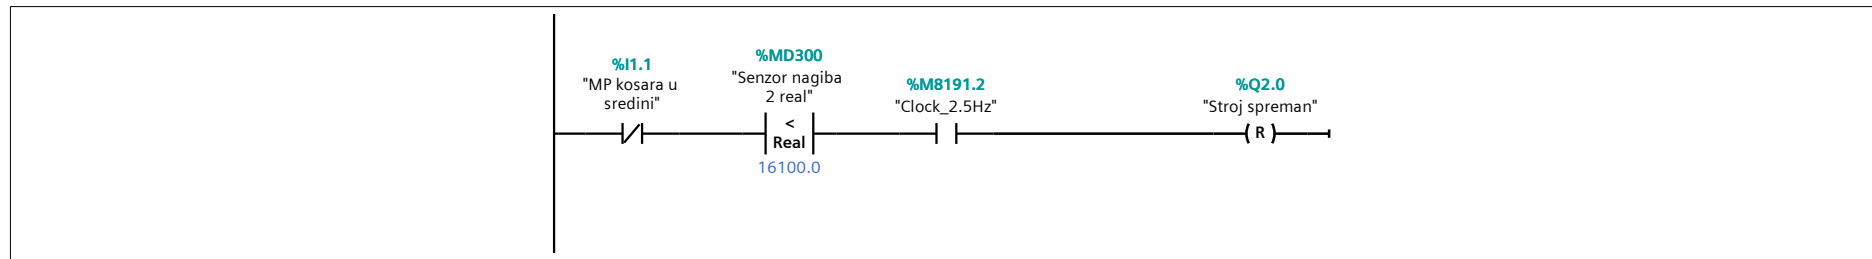 %I1.1
"MP kosara u
sredini"
%MD300
"Senzor nagiba
2 real"
<
Real
16100.0
%M8191.2
"Clock_2.5Hz"
%Q2.0
"Stroj spreman"
R